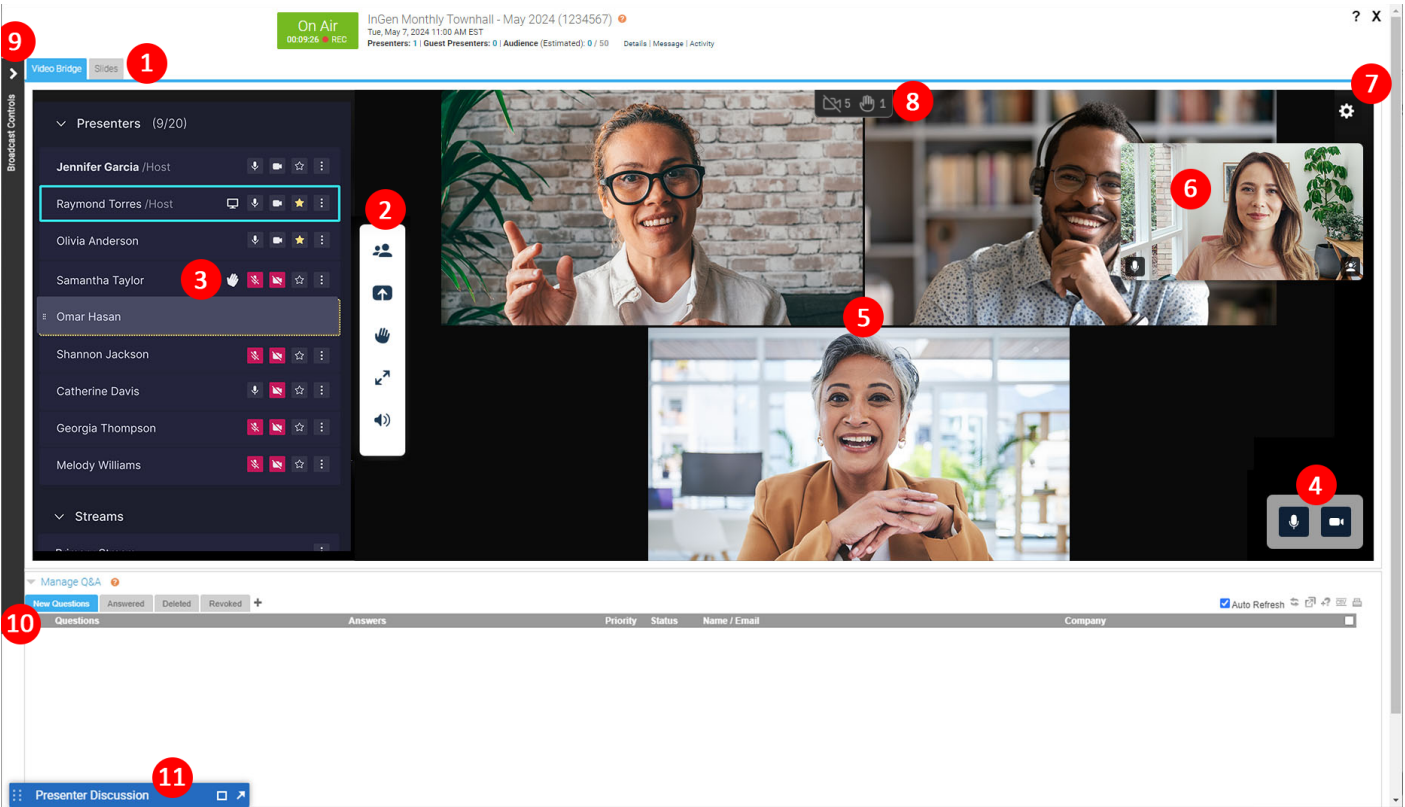 On Air
00:09:26 REC
InGen Monthly Townhall - May 2024 (1234567) ?
Tue, May 7, 2024 11:00 AM EST
Presenters: 1 | Guest Presenters: 0 | Audience (Estimated): 0 / 50 Details | Message | Activity
? X
9
Broadcast Controls
Video Bridge Slides
1
7
Presenters (9/20)
5 1
8
Jennifer Garcia /Host
Raymond Torres /Host
Olivia Anderson
Samantha Taylor
3
Omar Hasan
Shannon Jackson
Catherine Davis
Georgia Thompson
Melody Williams
Streams
2
6
5
4
Manage Q&A ?
New Questions Answered Deleted Revoked +
Auto Refresh
10
Questions Answers Priority Status Name / Email Company
11
Presenter Discussion